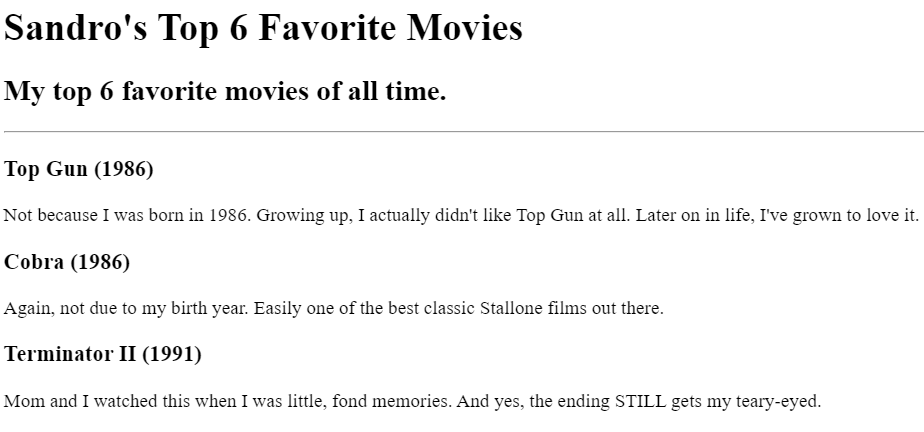 Sandro's Top 6 Favorite Movies
My top 6 favorite movies of all time.
Top Gun (1986)
Not because I was born in 1986. Growing up, I actually didn't like Top Gun at all. Later on in life, I've grown to love it.
Cobra (1986)
Again, not due to my birth year. Easily one of the best classic Stallone films out there.
Terminator II (1991)
Mom and I watched this when I was little, fond memories. And yes, the ending STILL gets my teary-eyed.